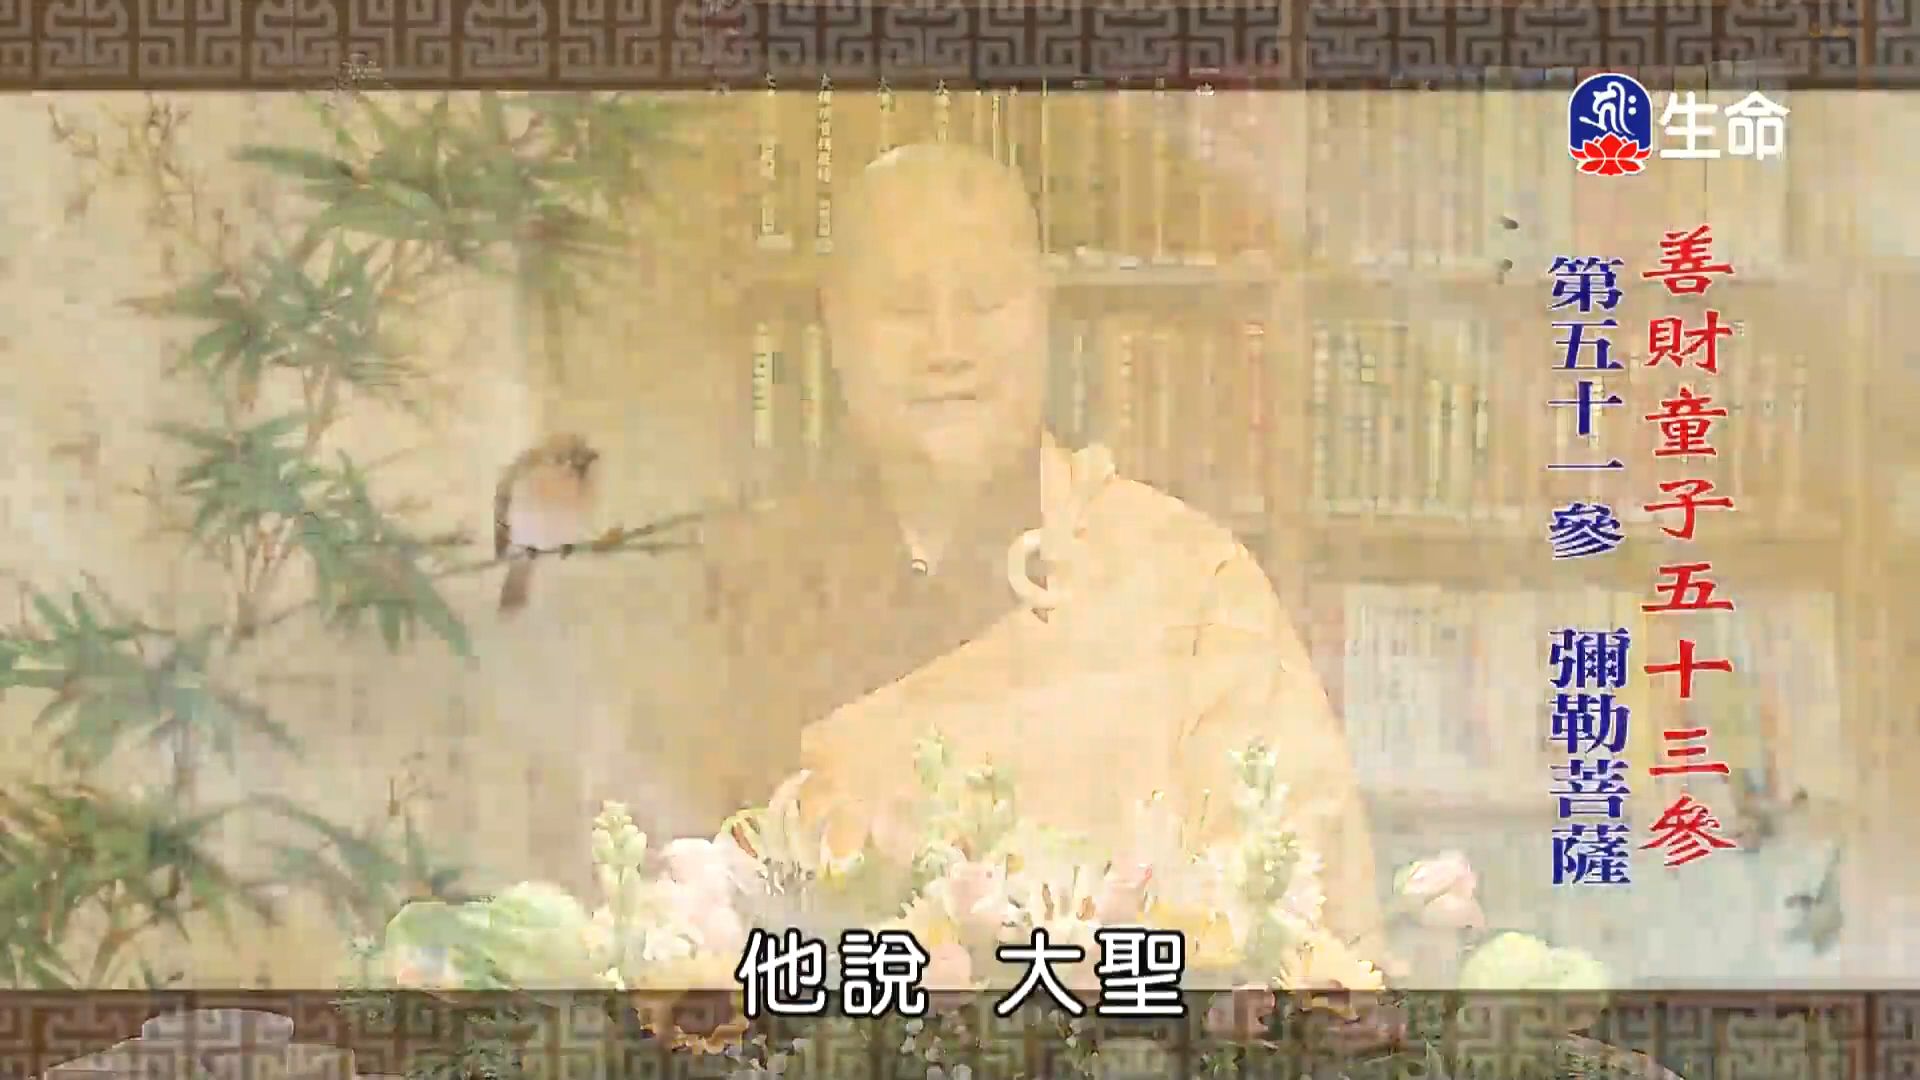 生命
善財童子五十三參
第五十一參 彌勒菩薩
他說 大聖